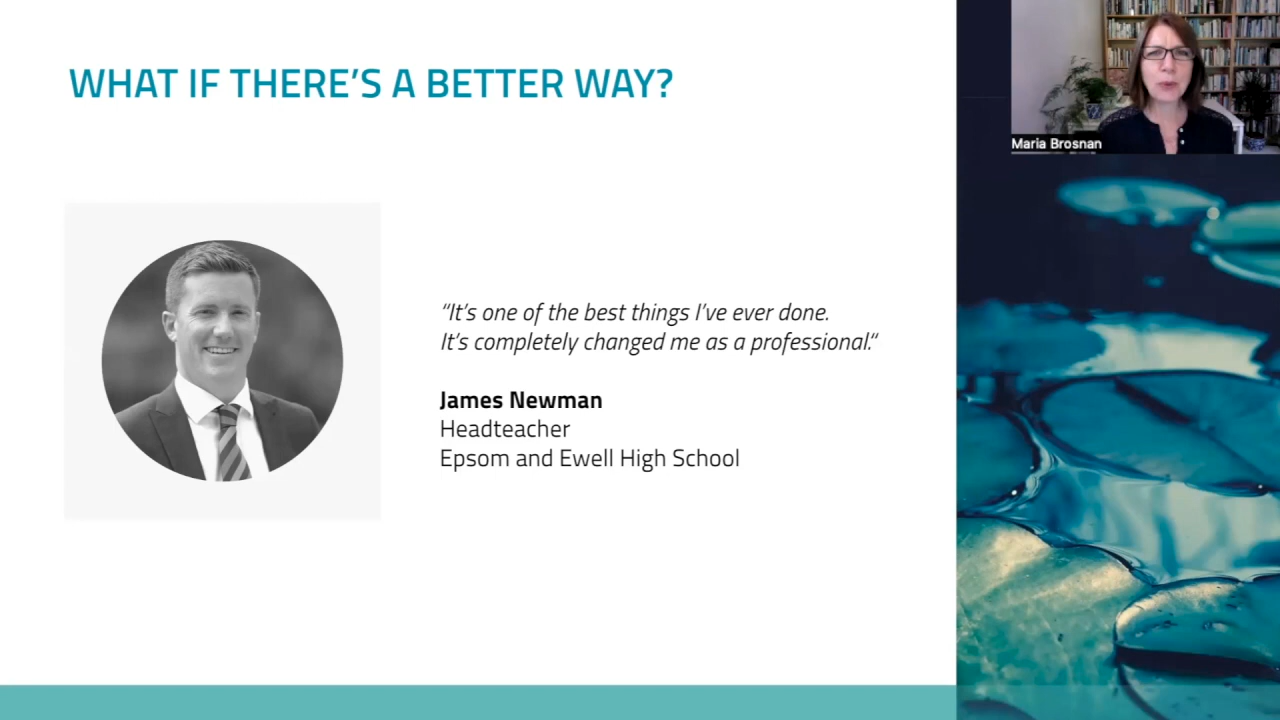 WHAT IF THERE’S A BETTER WAY?
Maria Brosnan
“It’s one of the best things I’ve ever done.
It’s completely changed me as a professional.“
James Newman
Headteacher
Epsom and Ewell High School